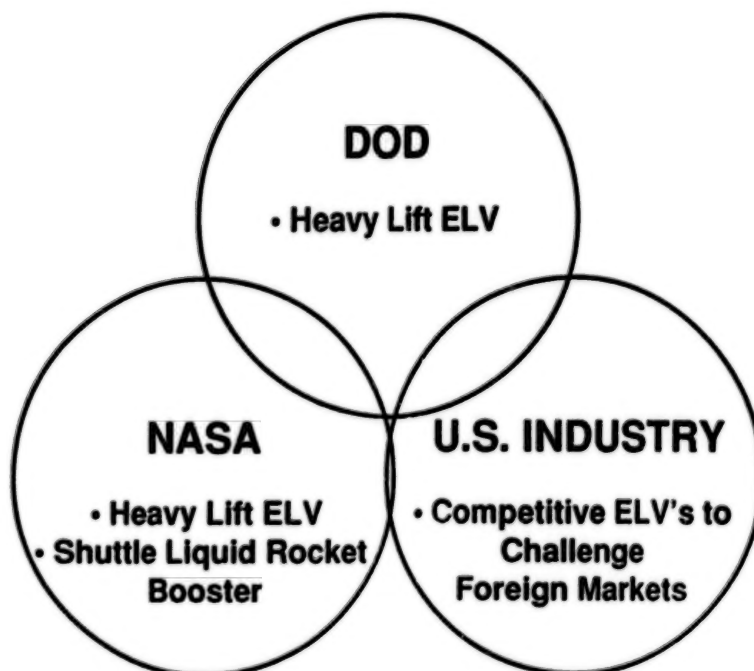 DOD
• Heavy Lift ELV
NASA
• Heavy Lift ELV
• Shuttle Liquid Rocket
Booster
U.S. INDUSTRY
• Competitive ELV's to
Challenge
Foreign Markets